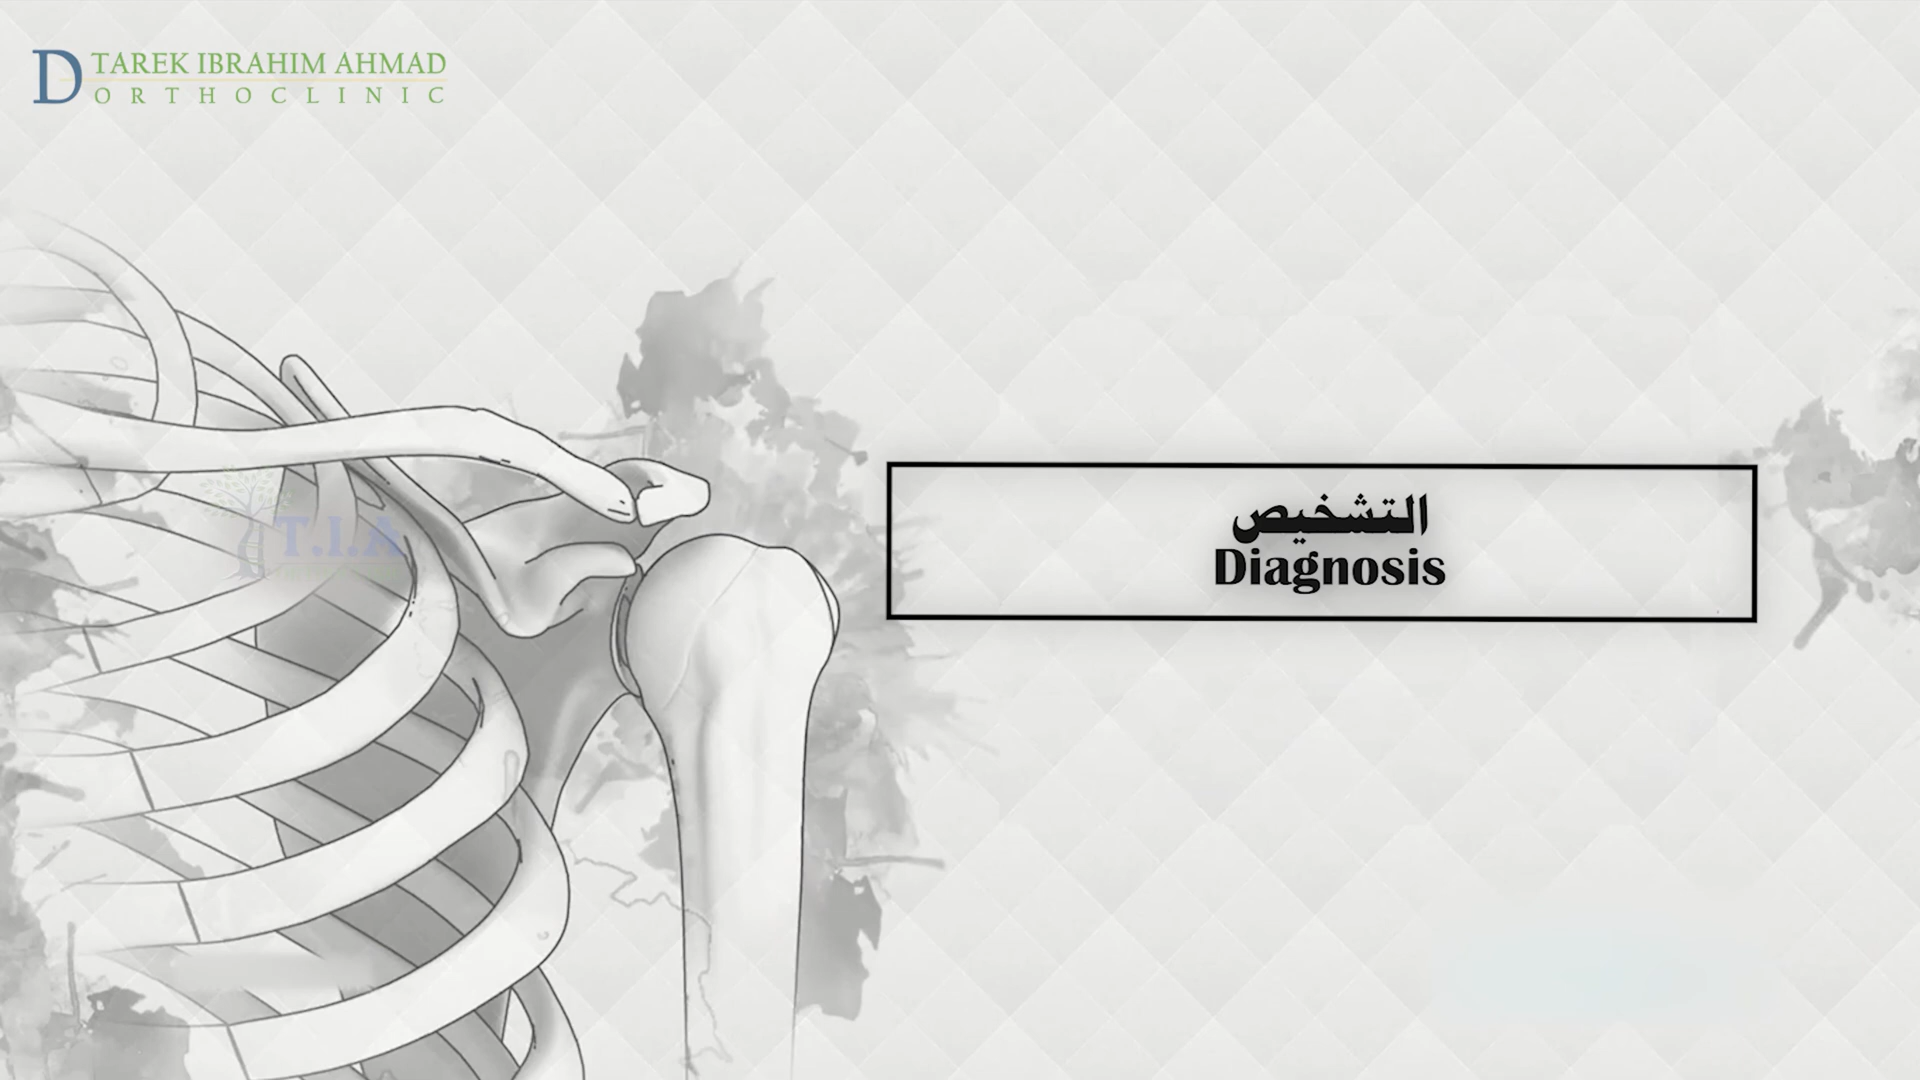 D TAREK IBRAHIM AHMAD
ORTHOCLINIC
T.I.A
التشخيص
Diagnosis